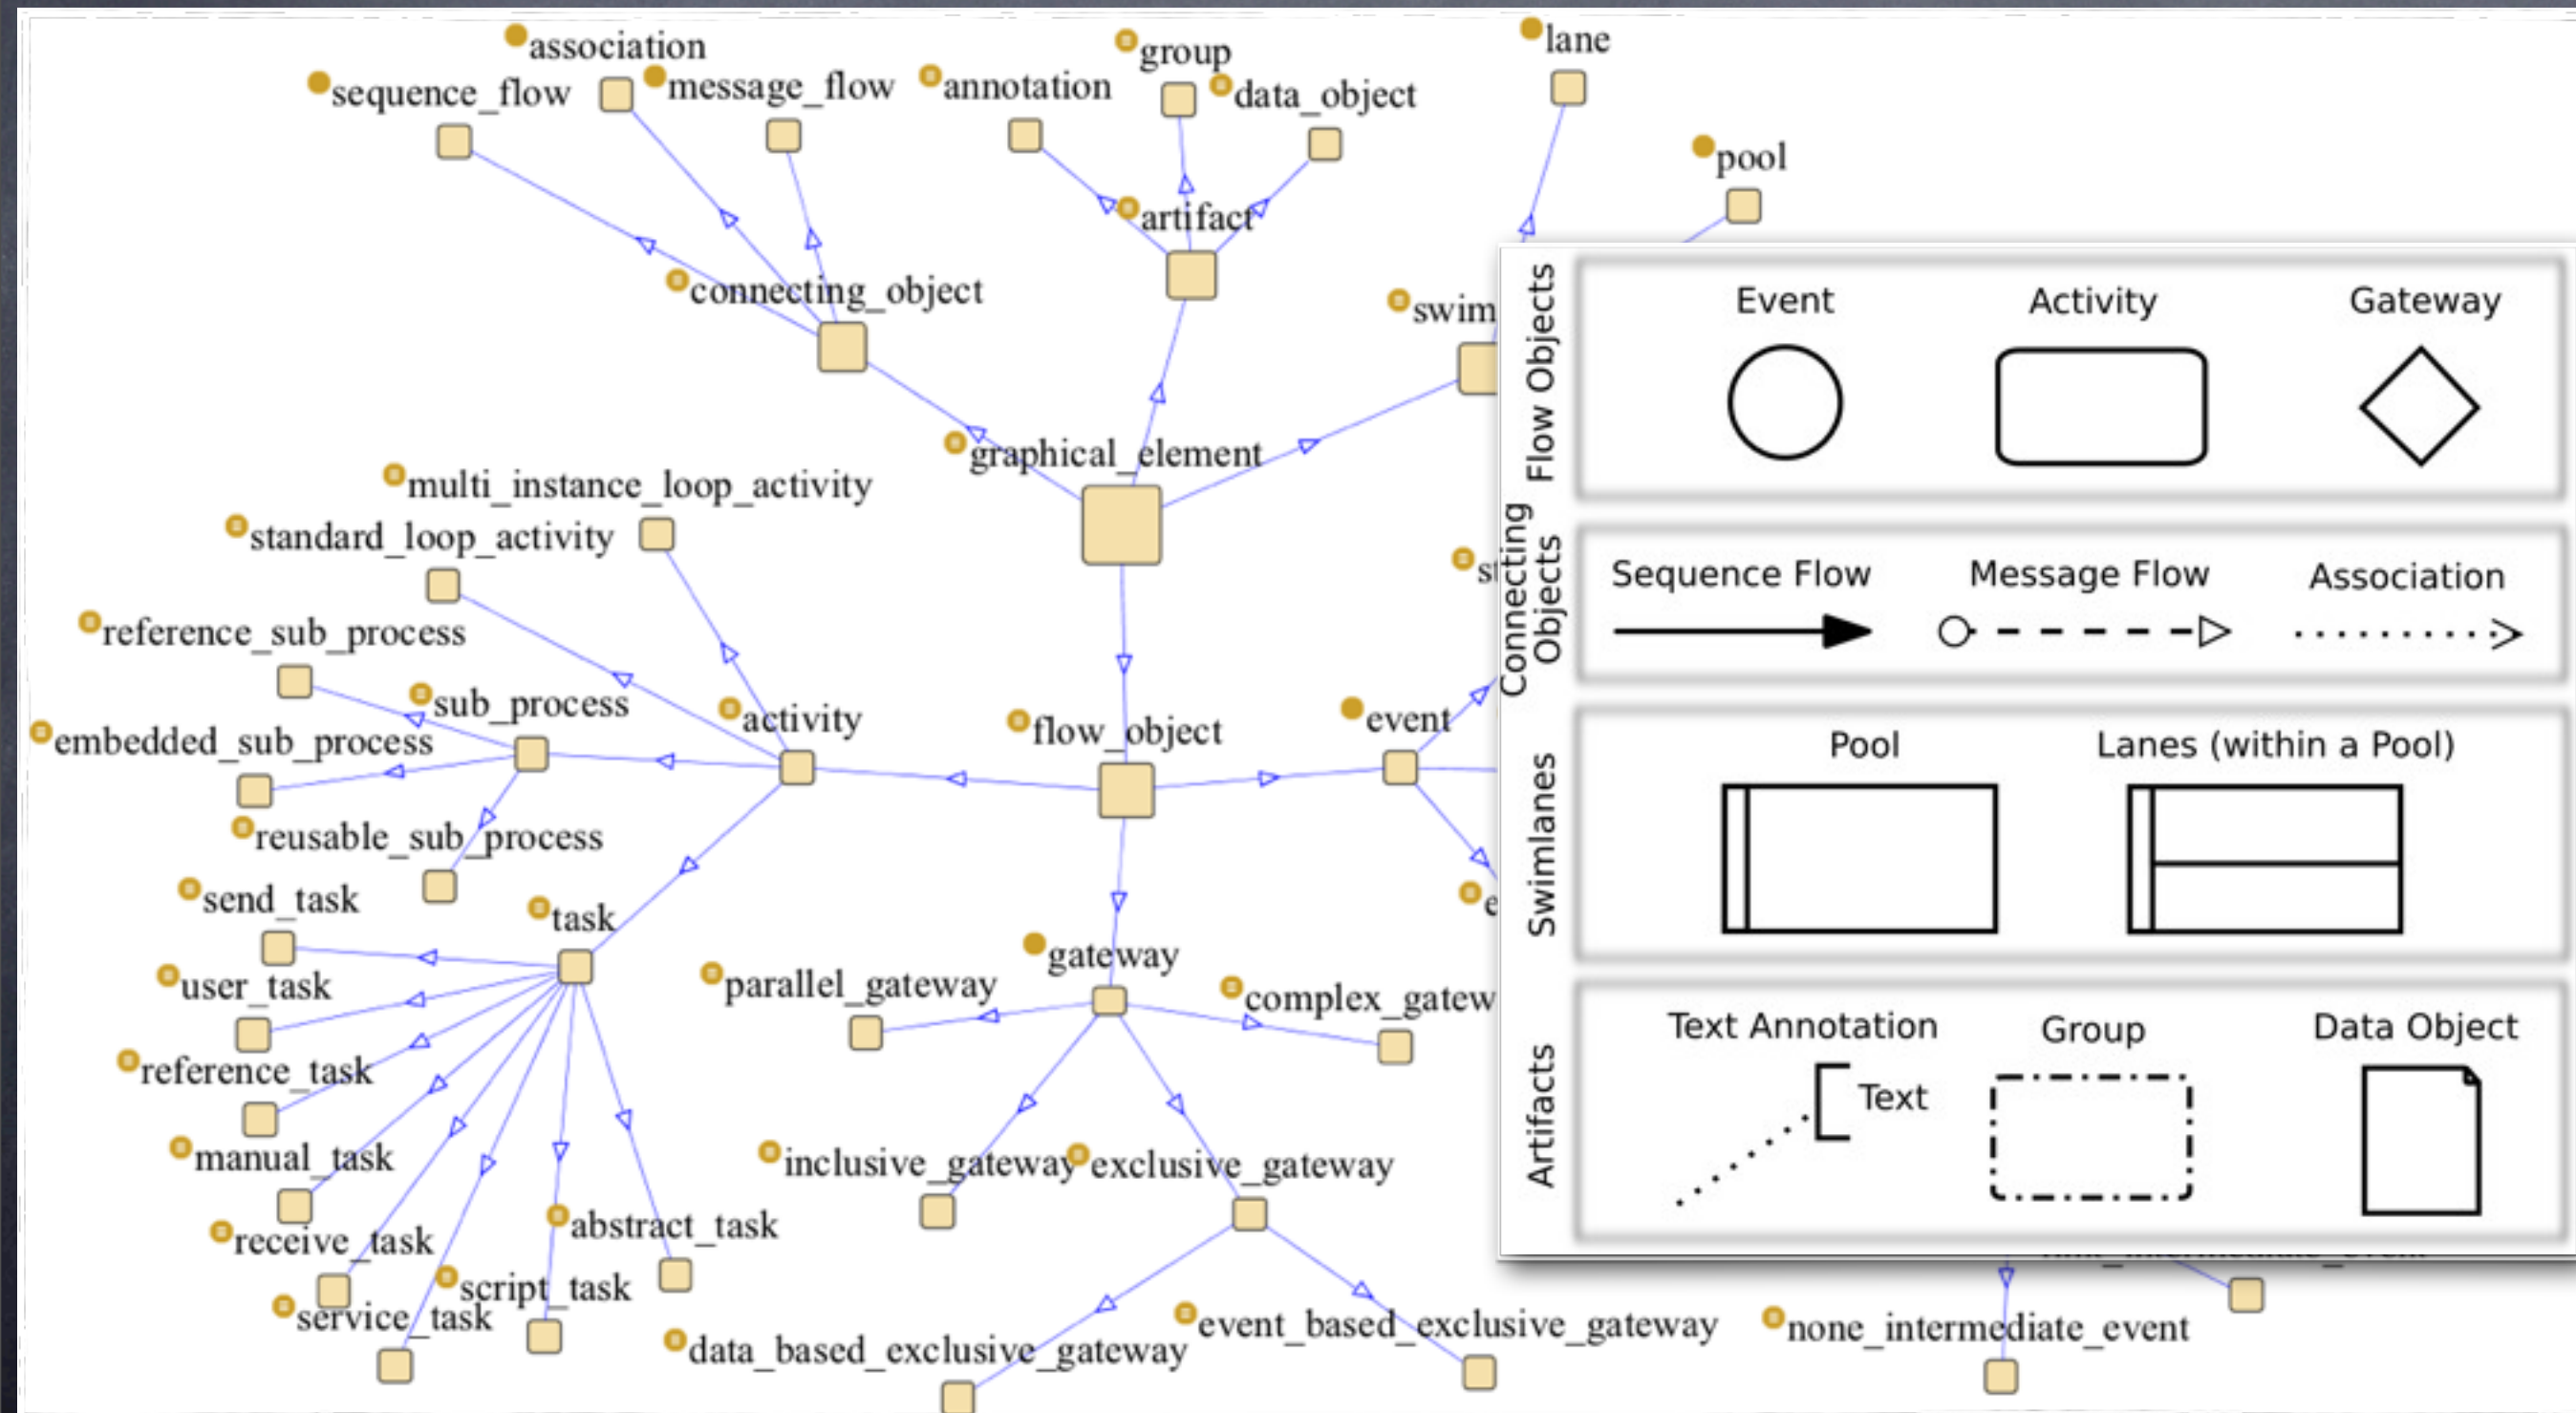 association
group
lane
sequence_flow
message_flow
annotation
data_object
pool
artifact
connecting_object
swim
graphical_element
multi_instance_loop_activity
standard_loop_activity
reference_sub_process
sub_process
activity
flow_object
event
embedded_sub_process
reusable_sub_process
send_task
task
gateway
user_task
parallel_gateway
complex_gatew
reference_task
manual_task
inclusive_gateway
exclusive_gateway
receive_task
abstract_task
script_task
service_task
data_based_exclusive_gateway
event_based_exclusive_gateway
none_intermediate_event
Flow Objects
Event
Activity
Gateway
Connecting
Objects
Sequence Flow
Message Flow
Association
Swimlanes
Pool
Lanes (within a Pool)
Artifacts
Text Annotation
Text
Group
Data Object